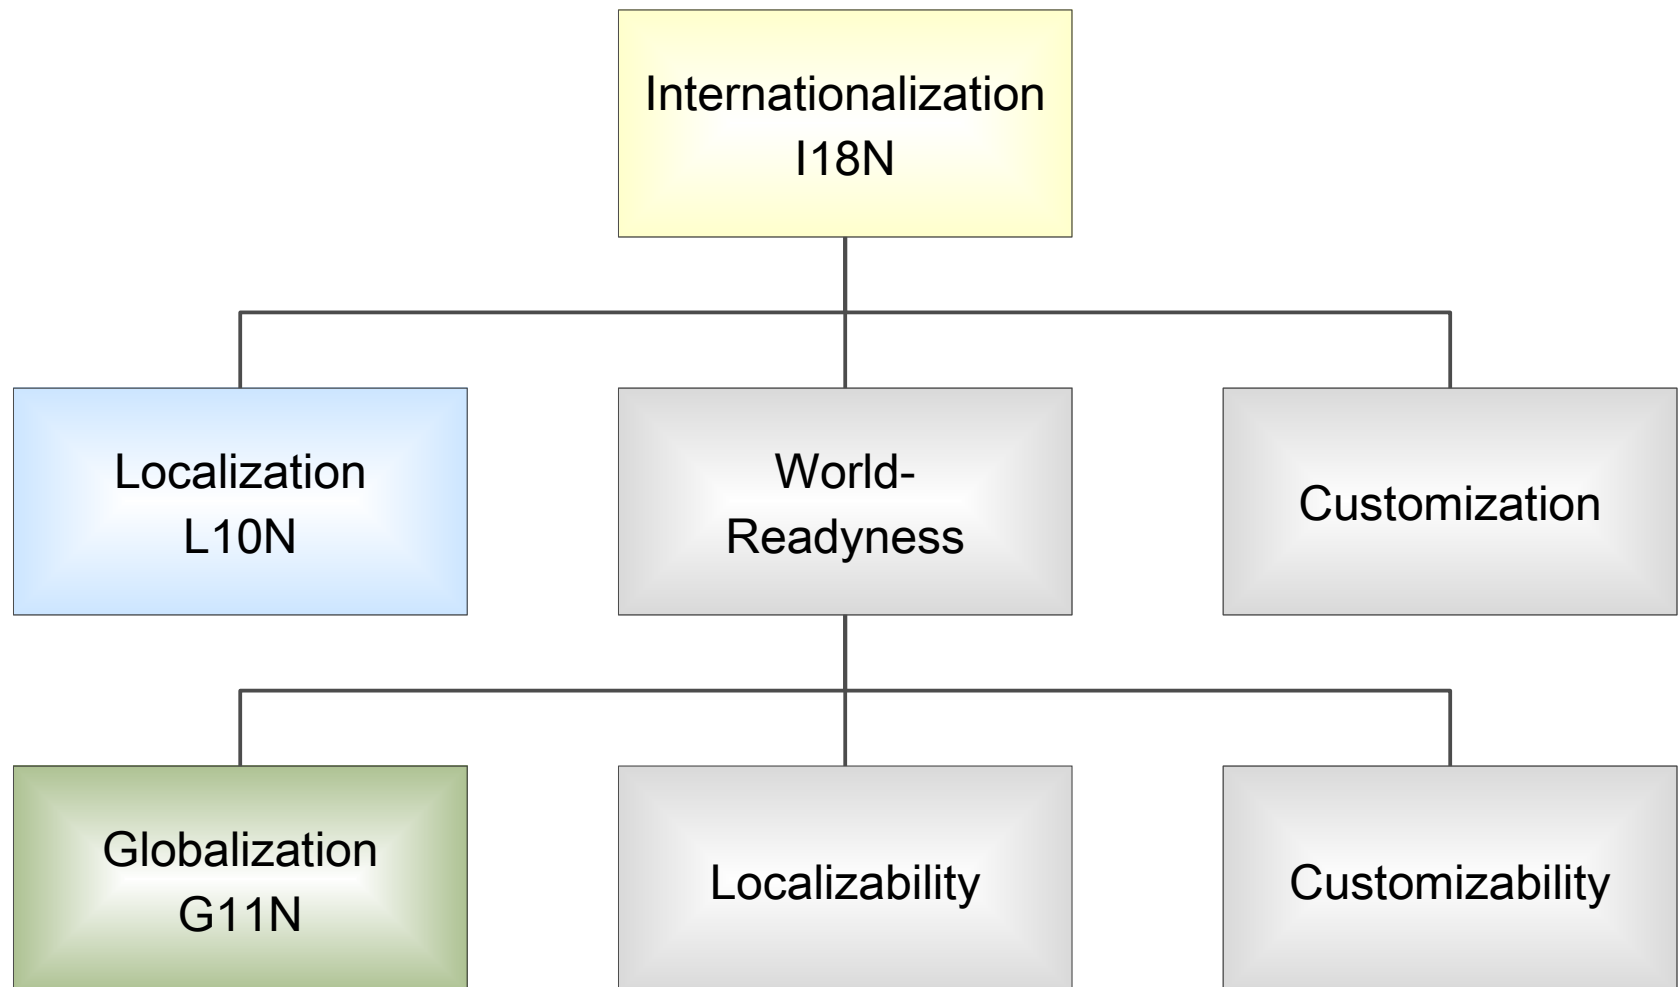 Internationalization
I18N
Localization
L10N
World-
Readyness
Customization
Globalization
G11N
Localizability
Customizability